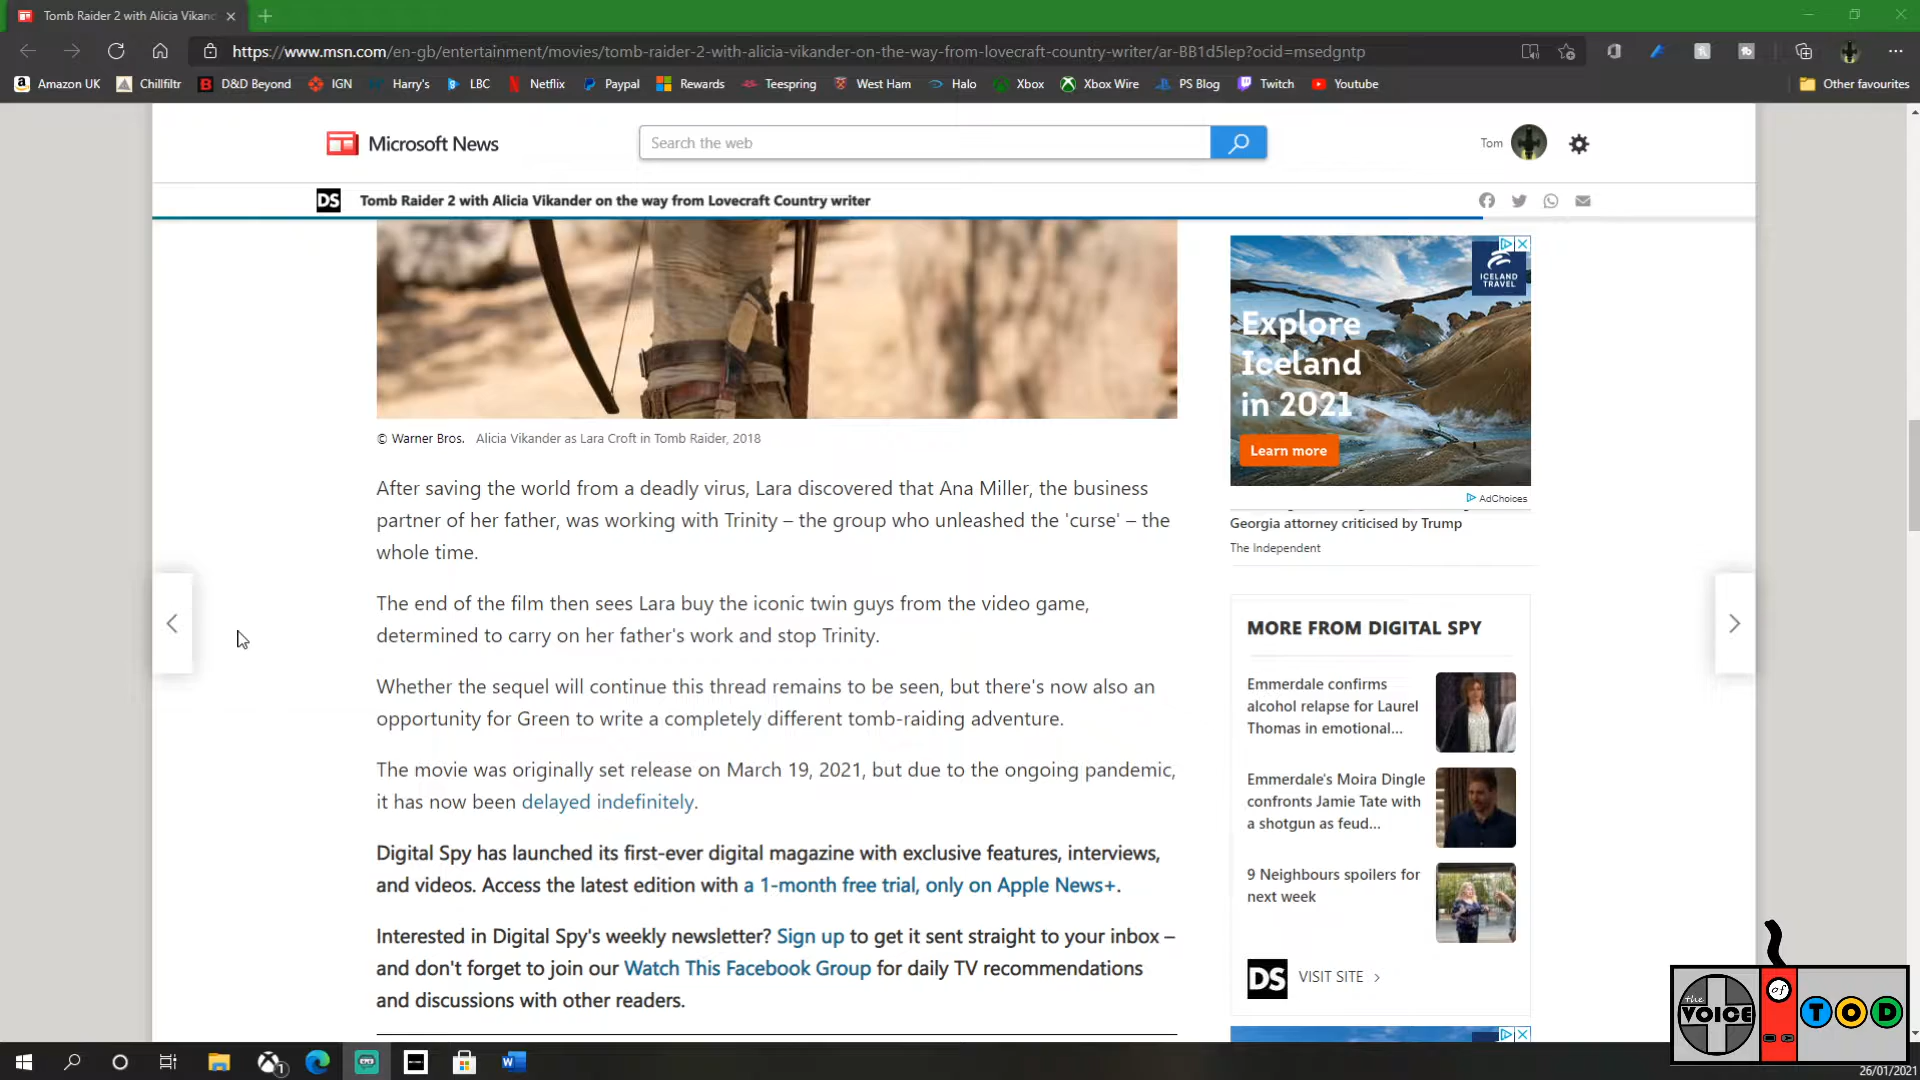 Tomb Raider 2 with Alicia Vikand
https://www.msn.com/en-gb/entertainment/movies/tomb-raider-2-with-alicia-vikander-on-the-way-from-lovecraft-country-writer/ar-BB1d5lep?ocid=msedgntp
Amazon UK Chillfiltr D&D Beyond IGN Harry's LBC Netflix Paypal Rewards Teespring West Ham Halo Xbox Xbox Wire PS Blog Twitch Youtube Other favourites
Microsoft News
Search the web
Tom
DS Tomb Raider 2 with Alicia Vikander on the way from Lovecraft Country writer
© Warner Bros. Alicia Vikander as Lara Croft in Tomb Raider, 2018
After saving the world from a deadly virus, Lara discovered that Ana Miller, the business
partner of her father, was working with Trinity – the group who unleashed the 'curse' – the
whole time.
The end of the film then sees Lara buy the iconic twin guys from the video game,
determined to carry on her father's work and stop Trinity.
Whether the sequel will continue this thread remains to be seen, but there's now also an
opportunity for Green to write a completely different tomb-raiding adventure.
The movie was originally set release on March 19, 2021, but due to the ongoing pandemic,
it has now been delayed indefinitely.
Digital Spy has launched its first-ever digital magazine with exclusive features, interviews,
and videos. Access the latest edition with a 1-month free trial, only on Apple News+.
Interested in Digital Spy's weekly newsletter? Sign up to get it sent straight to your inbox –
and don't forget to join our Watch This Facebook Group for daily TV recommendations
and discussions with other readers.
ICELAND
TRAVEL
Explore
Iceland
in 2021
Learn more
AdChoices
Georgia attorney criticised by Trump
The Independent
MORE FROM DIGITAL SPY
Emmerdale confirms
alcohol relapse for Laurel
Thomas in emotional...
Emmerdale's Moira Dingle
confronts Jamie Tate with
a shotgun as feud...
9 Neighbours spoilers for
next week
DS VISIT SITE
the
VOICE
of
TOD
1
W
26/01/2021